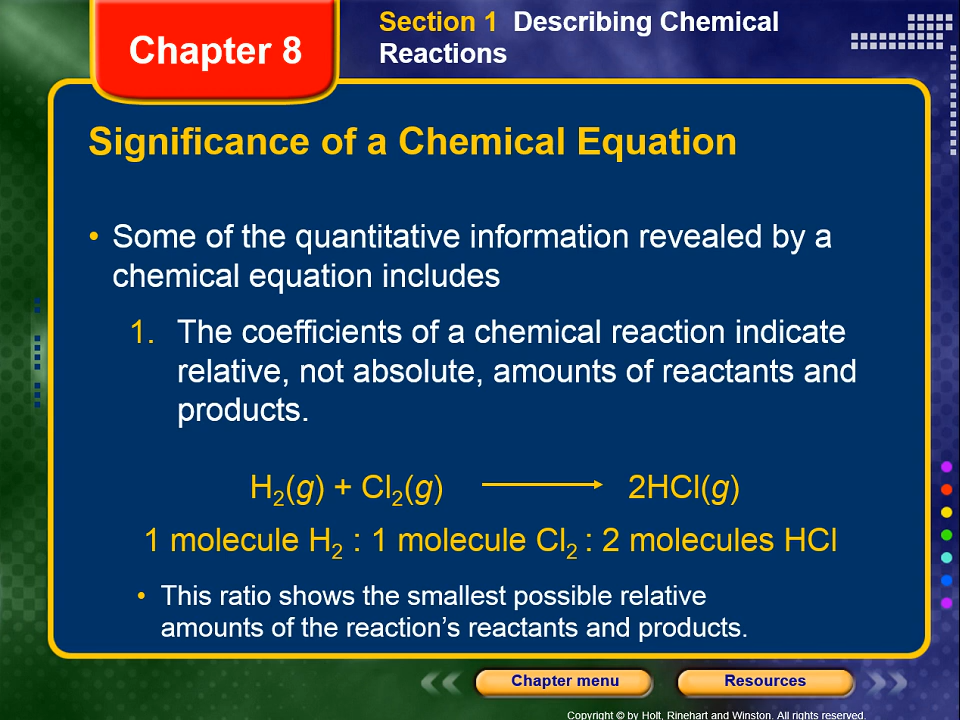 Chapter 8
Section 1 Describing Chemical
Reactions
Significance of a Chemical Equation
• Some of the quantitative information revealed by a
chemical equation includes
1. The coefficients of a chemical reaction indicate
relative, not absolute, amounts of reactants and
products.
H₂(g) + Cl₂(g) ⟶ 2HCl(g)
1 molecule H₂ : 1 molecule Cl₂ : 2 molecules HCl
• This ratio shows the smallest possible relative
amounts of the reaction’s reactants and products.
Chapter menu
Resources
Copyright © by Holt, Rinehart and Winston. All rights reserved.